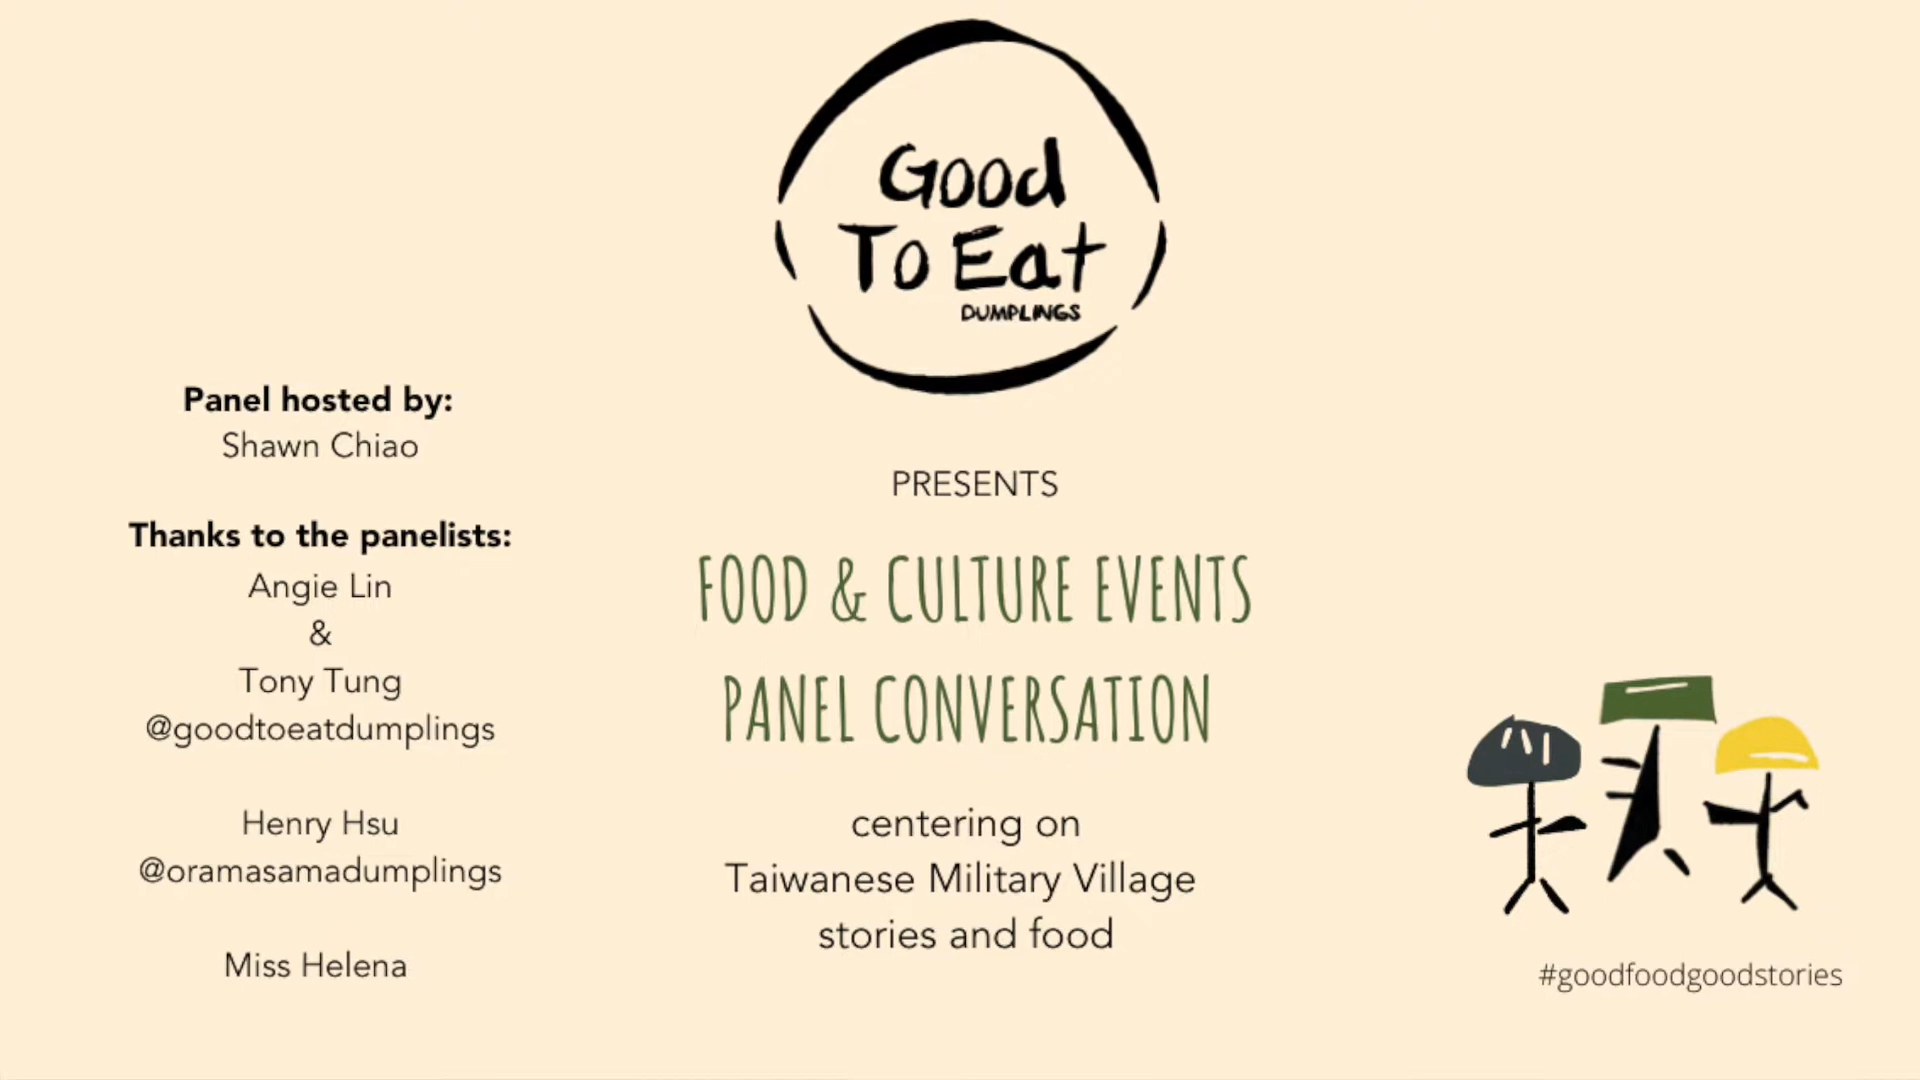 Good
To Eat
DUMPLINGS
Panel hosted by:
Shawn Chiao
Thanks to the panelists:
Angie Lin
&
Tony Tung
@goodtoeatdumplings
Henry Hsu
@oramasamadumplings
Miss Helena
PRESENTS
FOOD & CULTURE EVENTS
PANEL CONVERSATION
centering on
Taiwanese Military Village
stories and food
#goodfoodgoodstories